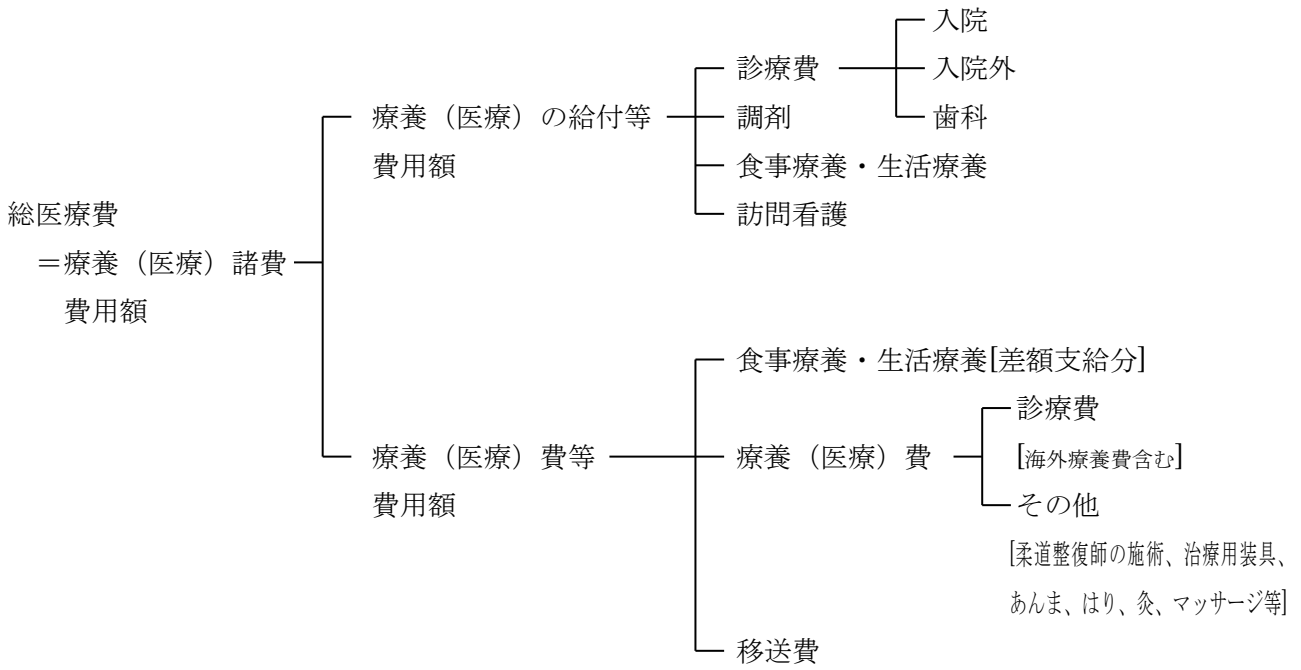 総医療費
＝療養（医療）諸費
費用額
療養（医療）の給付等
費用額
診療費
入院
入院外
歯科
調剤
食事療養・生活療養
訪問看護
療養（医療）費等
費用額
食事療養・生活療養[差額支給分]
療養（医療）費
診療費
[海外療養費含む]
その他
[柔道整復師の施術、治療用装具、
あんま、はり、灸、マッサージ等]
移送費